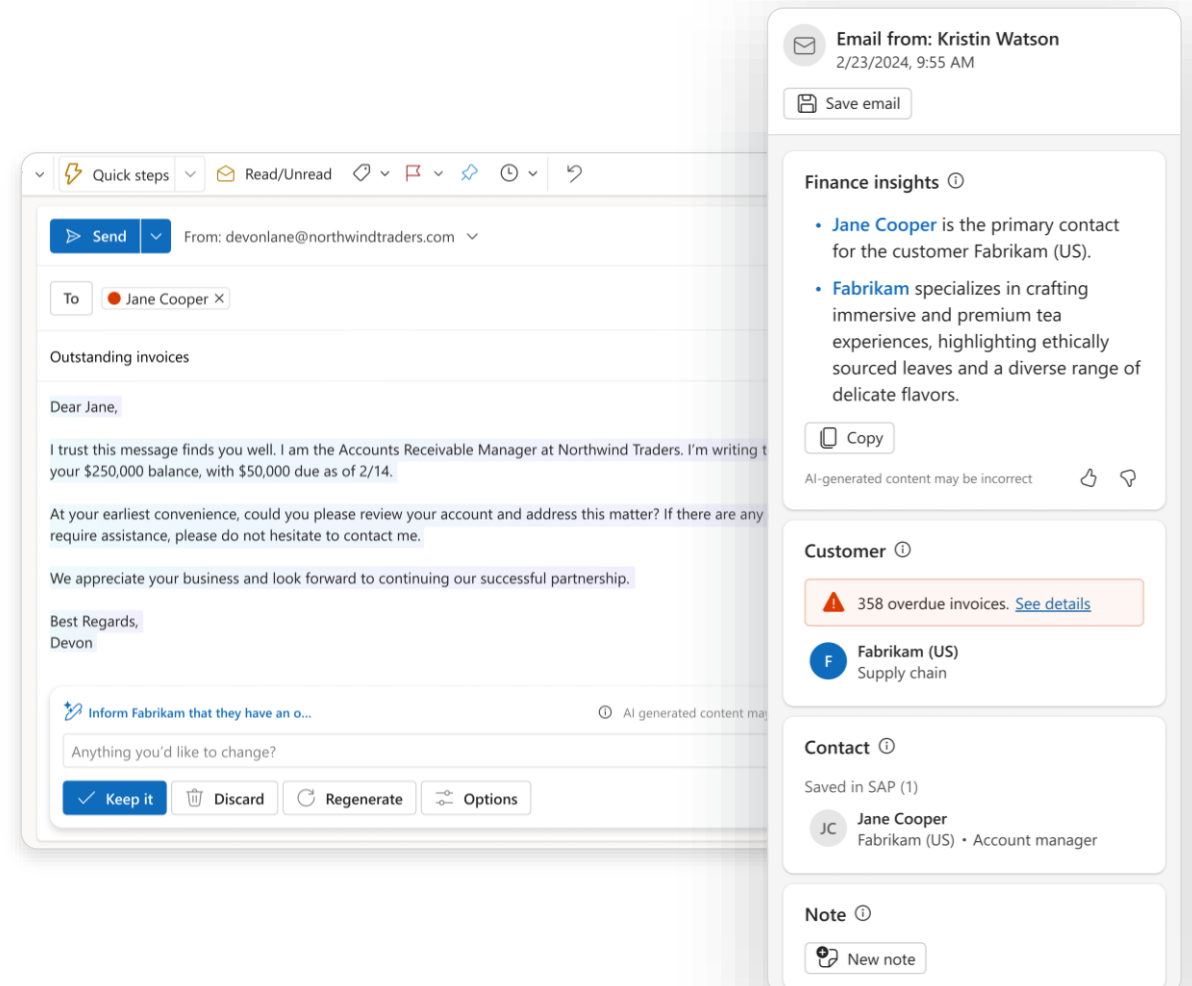 Quick steps
Read/Unread
Send
From: devonlane@northwindtraders.com
To
Jane Cooper
Outstanding invoices
Dear Jane,
I trust this message finds you well. I am the Accounts Receivable Manager at Northwind Traders. I'm writing t
your $250,000 balance, with $50,000 due as of 2/14.
At your earliest convenience, could you please review your account and address this matter? If there are any
require assistance, please do not hesitate to contact me.
We appreciate your business and look forward to continuing our successful partnership.
Best Regards,
Devon
Inform Fabrikam that they have an o...
AI generated content may
Anything you'd like to change?
Keep it
Discard
Regenerate
Options
Email from: Kristin Watson
2/23/2024, 9:55 AM
Save email
Finance insights
• Jane Cooper is the primary contact
for the customer Fabrikam (US).
• Fabrikam specializes in crafting
immersive and premium tea
experiences, highlighting ethically
sourced leaves and a diverse range of
delicate flavors.
Copy
AI-generated content may be incorrect
Customer
358 overdue invoices. See details
F
Fabrikam (US)
Supply chain
Contact
Saved in SAP (1)
JC
Jane Cooper
Fabrikam (US) • Account manager
Note
New note